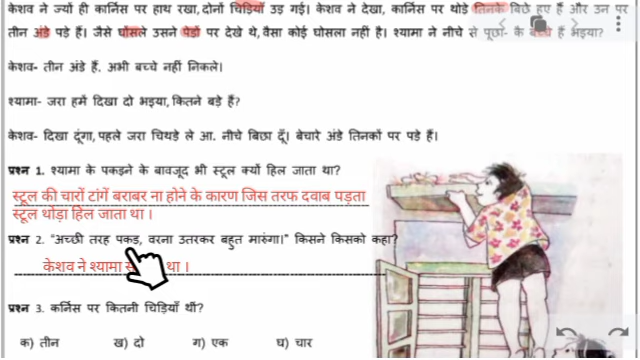 केशव ने ज्यों ही कार्निस पर हाथ रखा, दोनों चिड़ियाँ उड़ गई। केशव ने देखा, कार्निस पर थोड़े तिनके बिछे हुए हैं और उन पर
तीन अंडे पड़े हैं। जैसे घोंसले उसने पेड़ों पर देखे थे, वैसा कोई घोसला नहीं है। श्यामा ने नीचे से पूछा- कै हैं भइया?
केशव- तीन अंडे हैं, अभी बच्चे नहीं निकले।
श्यामा- जरा हमें दिखा दो भइया, कितने बड़े हैं?
केशव- दिखा दूंगा, पहले जरा चिथड़े ले आ, नीचे बिछा दूँ। बेचारे अंडे तिनकों पर पड़े हैं।
प्रश्न 1. श्यामा के पकड़ने के बावजूद भी स्टूल क्यों हिल जाता था?
स्टूल की चारों टांगें बराबर ना होने के कारण जिस तरफ दवाब पड़ता
स्टूल थोड़ा हिल जाता था ।
प्रश्न 2. "अच्छी तरह पकड़, वरना उतरकर बहुत मारुंगा।" किसने किसको कहा?
केशव ने श्यामा था ।
प्रश्न 3. कर्निस पर कितनी चिड़ियाँ थीं?
क) तीन ख) दो ग) एक घ) चार